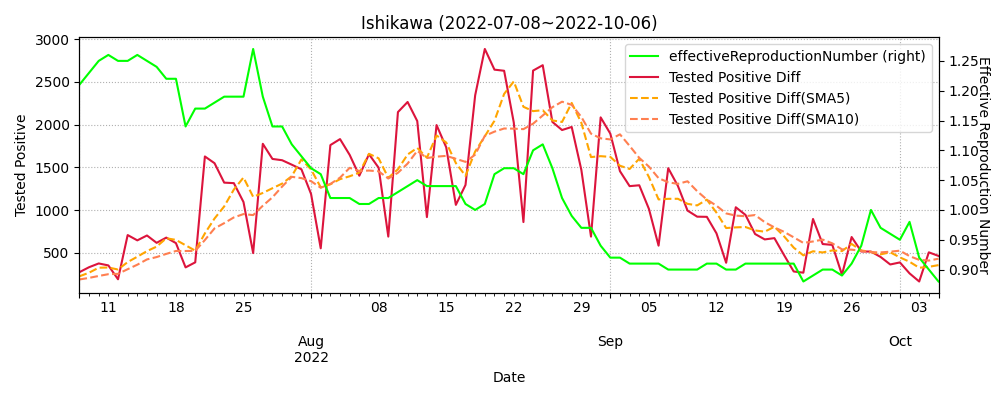 Ishikawa (2022-07-08~2022-10-06)
effectiveReproductionNumber (right)
Tested Positive Diff
Tested Positive Diff(SMA5)
Tested Positive Diff(SMA10)
Tested Positive
3000
2500
2000
1500
1000
500
1.25
1.20
1.15
1.10
1.05
1.00
0.95
0.90
Effective Reproduction Number
11 18 25 08 15 22 29 05 12 19 26 03
Aug Sep Oct
2022
Date